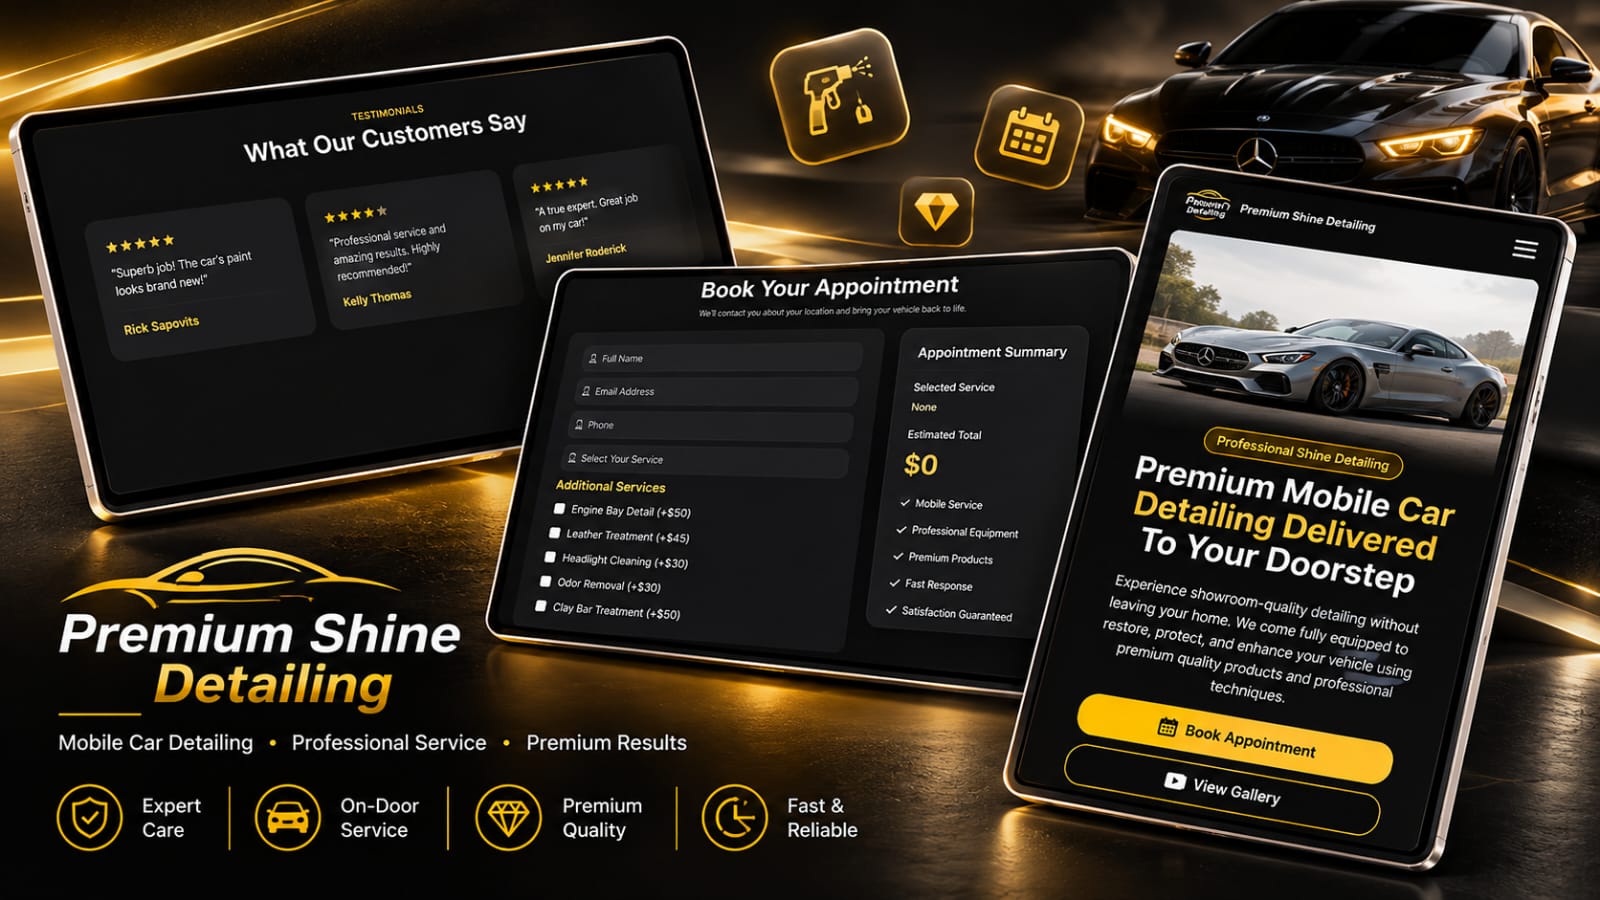 TESTIMONIALS
What Our Customers Say
"Superb job! The car's paint
looks brand new!"
Rick Sapovits
"Professional service and
amazing results. Highly
recommended!"
Kelly Thomas
"A true expert. Great job
on my car!"
Jennifer Roderick
Book Your Appointment
We'll contact you about your location and bring your vehicle back to life.
Full Name
Email Address
Phone
Select Your Service
Additional Services
Engine Bay Detail (+$50)
Leather Treatment (+$45)
Headlight Cleaning (+$30)
Odor Removal (+$30)
Clay Bar Treatment (+$50)
Appointment Summary
Selected Service
None
Estimated Total
$0
Mobile Service
Professional Equipment
Premium Products
Fast Response
Satisfaction Guaranteed
Detailing
Premium Shine Detailing
Professional Shine Detailing
Premium Mobile Car
Detailing Delivered
To Your Doorstep
Experience showroom-quality detailing without
leaving your home. We come fully equipped to
restore, protect, and enhance your vehicle using
premium quality products and professional
techniques.
Book Appointment
View Gallery
Premium Shine
Detailing
Mobile Car Detailing • Professional Service • Premium Results
Expert
Care
On-Door
Service
Premium
Quality
Fast &
Reliable